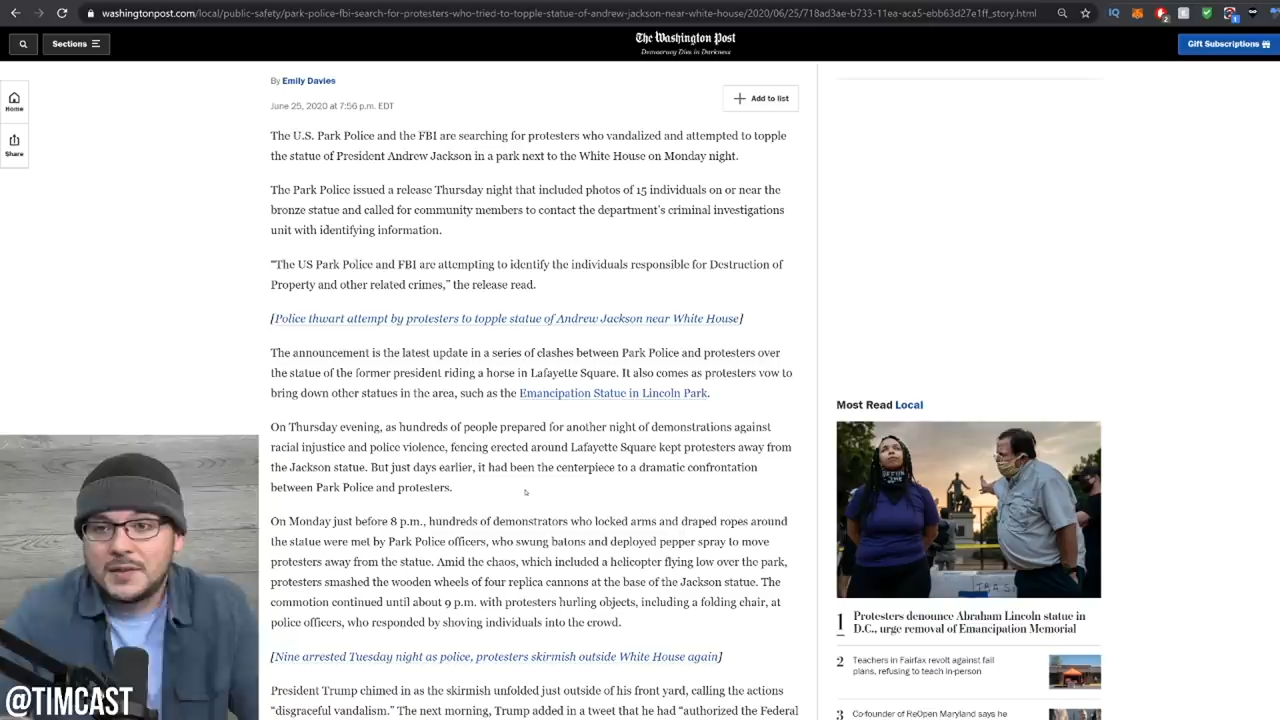 washingtonpost.com/local/public-safety/park-police-fbi-search-for-protesters-who-tried-to-topple-statue-of-andrew-jackson-near-white-house/2020/06/25/718ad3ae-b733-11ea-aca5-ebb63d27e1ff_story.html
Sections
The Washington Post
Democracy Dies in Darkness
Gift Subscriptions
Home
Share
By Emily Davies
June 25, 2020 at 7:56 p.m. EDT
Add to list
The U.S. Park Police and the FBI are searching for protesters who vandalized and attempted to topple
the statue of President Andrew Jackson in a park next to the White House on Monday night.
The Park Police issued a release Thursday night that included photos of 15 individuals on or near the
bronze statue and called for community members to contact the department's criminal investigations
unit with identifying information.
“The US Park Police and FBI are attempting to identify the individuals responsible for Destruction of
Property and other related crimes,” the release read.
[Police thwart attempt by protesters to topple statue of Andrew Jackson near White House]
The announcement is the latest update in a series of clashes between Park Police and protesters over
the statue of the former president riding a horse in Lafayette Square. It also comes as protesters vow to
bring down other statues in the area, such as the Emancipation Statue in Lincoln Park.
On Thursday evening, as hundreds of people prepared for another night of demonstrations against
racial injustice and police violence, fencing erected around Lafayette Square kept protesters away from
the Jackson statue. But just days earlier, it had been the centerpiece to a dramatic confrontation
between Park Police and protesters.
On Monday just before 8 p.m., hundreds of demonstrators who locked arms and draped ropes around
the statue were met by Park Police officers, who swung batons and deployed pepper spray to move
protesters away from the statue. Amid the chaos, which included a helicopter flying low over the park,
protesters smashed the wooden wheels of four replica cannons at the base of the Jackson statue. The
commotion continued until about 9 p.m. with protesters hurling objects, including a folding chair, at
police officers, who responded by shoving individuals into the crowd.
[Nine arrested Tuesday night as police, protesters skirmish outside White House again]
President Trump chimed in as the skirmish unfolded just outside of his front yard, calling the actions
“disgraceful vandalism.” The next morning, Trump added in a tweet that he had “authorized the Federal
Most Read Local
1
Protesters denounce Abraham Lincoln statue in
D.C., urge removal of Emancipation Memorial
2
Teachers in Fairfax revolt against fall
plans, refusing to teach in-person
3
Co-founder of ReOpen Maryland says he
@TIMCAST